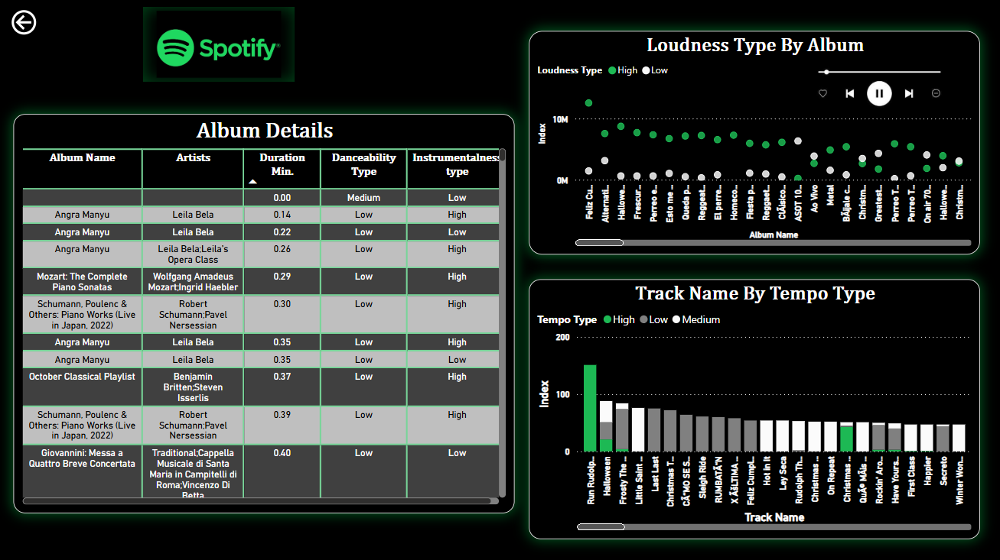 Spotify®
Album Details
Album Name Artists Duration Min. Danceability Type Instrumentalness type
0.00 Medium Low
Angra Manyu Leila Bela 0.14 Low High
Angra Manyu Leila Bela 0.22 Low Low
Angra Manyu Leila Bela;Leila's Opera Class 0.26 Low High
Mozart: The Complete Piano Sonatas Wolfgang Amadeus Mozart;Ingrid Haebler 0.29 Low High
Schumann, Poulenc & Others: Piano Works (Live in Japan, 2022) Robert Schumann;Pavel Nersessian 0.30 Low High
Angra Manyu Leila Bela 0.35 Low High
Angra Manyu Leila Bela 0.35 Low Low
October Classical Playlist Benjamin Britten;Steven Isserlis 0.37 Low High
Schumann, Poulenc & Others: Piano Works (Live in Japan, 2022) Robert Schumann;Pavel Nersessian 0.39 Low High
Giovannini: Messa a Quattro Breve Concertata Traditional;Cappella Musicale di Santa Maria in Campitelli di Roma;Vincenzo Di Betta 0.40 Low Low
Loudness Type By Album
Loudness Type High Low
10M
Index
0M
Feliz Cu...
Alternati...
Hallowe...
Frescur ...
Perreo e...
Esto me ...
Queda p...
Reggeat...
El perre...
Homeco...
Fiesta p...
Reggaet...
ClÃ¡sico...
ASOT 10...
Ao Vivo
Metal
BÃ¡jale c...
Christm...
Greatest...
Perreo T...
Perreo T...
On air 70...
Hallowe...
Christm...
Album Name
Track Name By Tempo Type
Tempo Type High Low Medium
200
100
Index
0
Run Rudolp...
Halloween
Frosty The ...
Little Saint ...
Last Last
Christmas T...
CÃ“MO SE S...
Sleigh Ride
RUMBATÃ“N
X ÃšLTIMA ...
Feliz Cumpl...
Hot in It
Ley Seca
Rudolph Th...
Christmas ...
On Repeat
Christmas ...
QuÃ© MÃ¡s ...
Rockin' Aro...
Have Yours...
First Class
Happier
Secreto
Winter Won...
Track Name